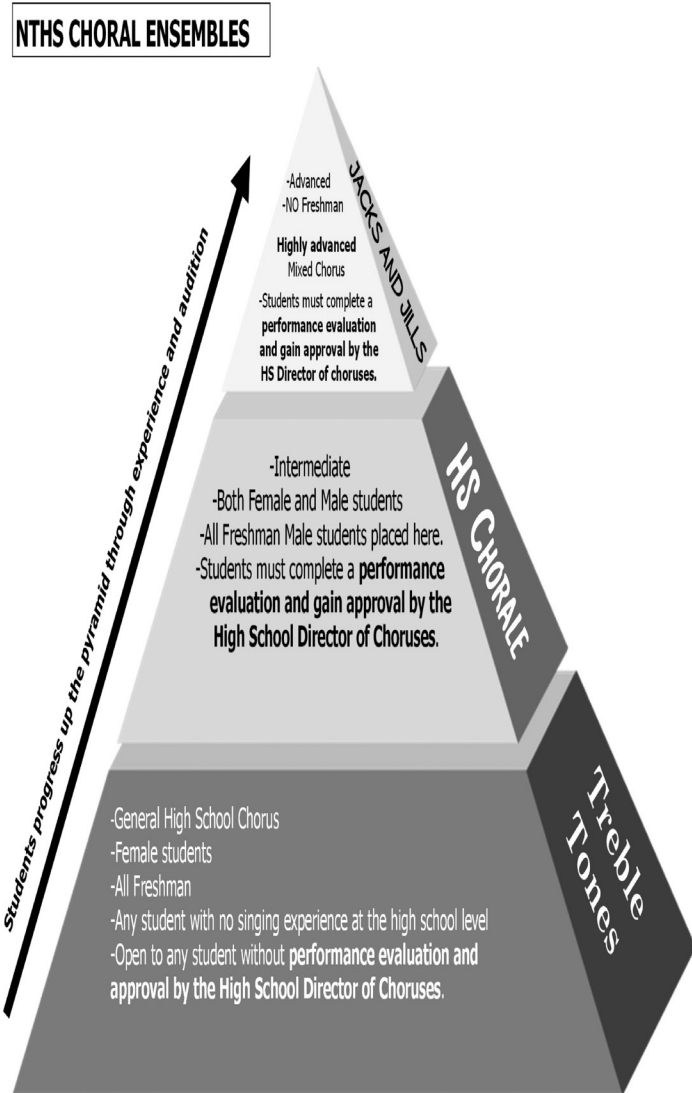 NTHS CHORAL ENSEMBLES
Students progress up the pyramid through experience and audition
-Advanced
-NO Freshman
Highly advanced
Mixed Chorus
-Students must complete a
performance evaluation
and gain approval by the
HS Director of choruses.
JACKS AND JILLS
-Intermediate
-Both Female and Male students
-All Freshman Male students placed here.
-Students must complete a performance
evaluation and gain approval by the
High School Director of Choruses.
HS CHORALE
-General High School Chorus
-Female students
-All Freshman
-Any student with no singing experience at the high school level
-Open to any student without performance evaluation and
approval by the High School Director of Choruses.
Treble
Tones